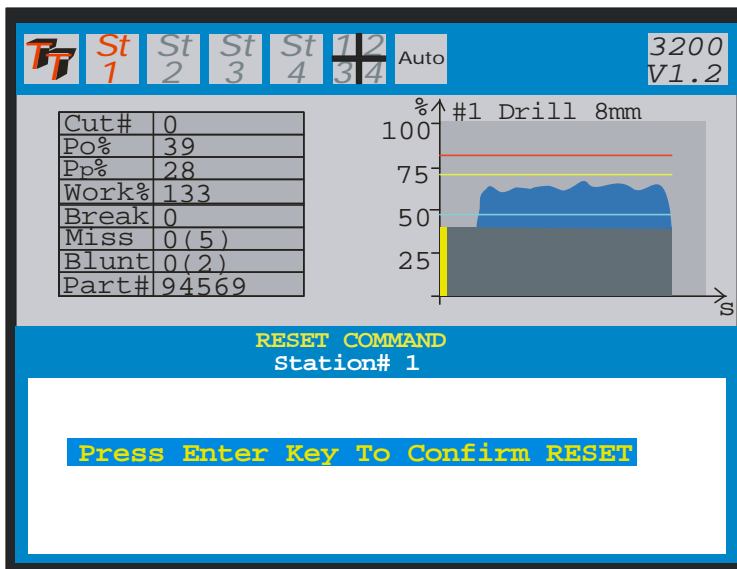 TT St 1 St 2 St 3 St 4 1 2 3 4 Auto 3200 V1.2
Cut# 0
Po% 39
Pp% 28
Work% 133
Break 0
Miss 0(5)
Blunt 0(2)
Part# 94569
% #1 Drill 8mm
100
75
50
25
s
RESET COMMAND
Station# 1
Press Enter Key To Confirm RESET